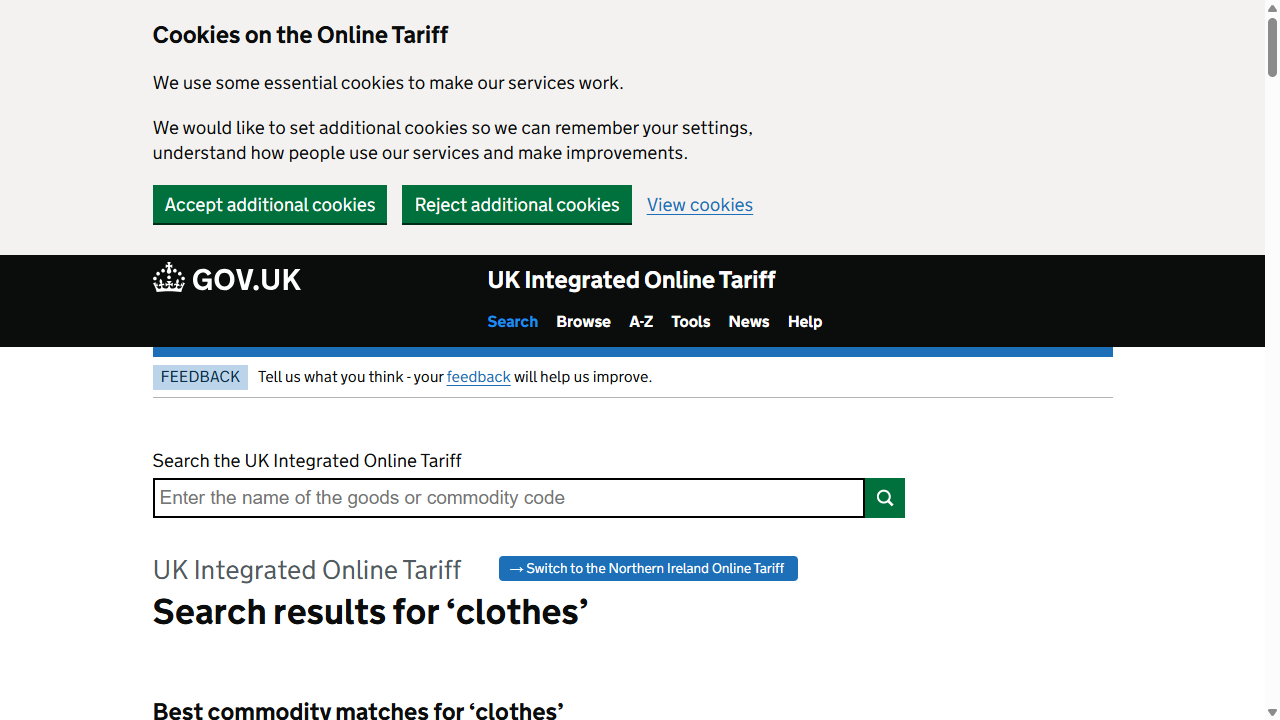 Cookies on the Online Tariff
We use some essential cookies to make our services work.
We would like to set additional cookies so we can remember your settings,
understand how people use our services and make improvements.
Accept additional cookies
Reject additional cookies
View cookies
GOV.UK
UK Integrated Online Tariff
Search
Browse
A-Z
Tools
News
Help
FEEDBACK
Tell us what you think - your feedback will help us improve.
Search the UK Integrated Online Tariff
Enter the name of the goods or commodity code
UK Integrated Online Tariff
→ Switch to the Northern Ireland Online Tariff
Search results for ‘clothes’
Best commodity matches for ‘clothes’